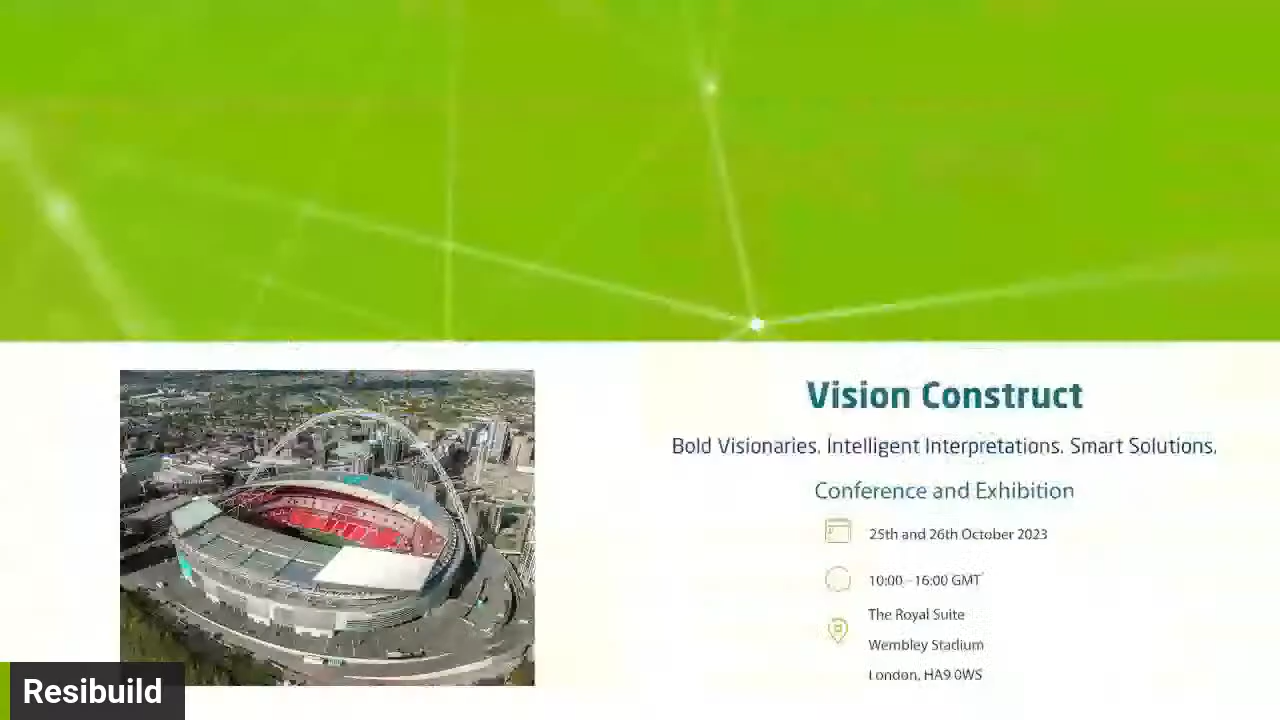 Vision Construct
Bold Visionaries. Intelligent Interpretations. Smart Solutions.
Conference and Exhibition
25th and 26th October 2023
10:00 - 16:00 GMT
The Royal Suite
Wembley Stadium
London, HA9 0WS
Resibuild